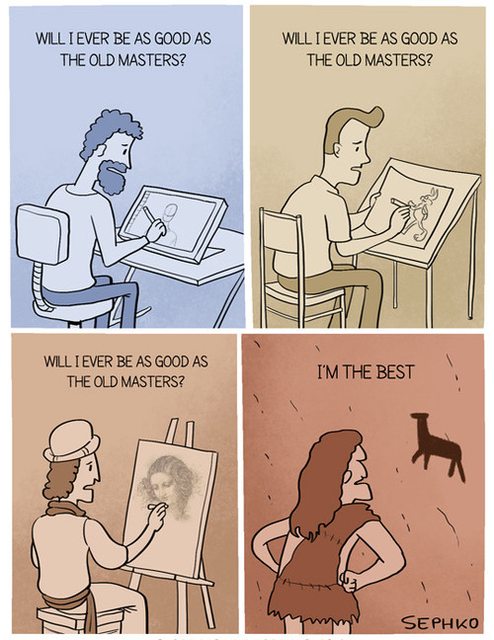 WILL I EVER BE AS GOOD AS
THE OLD MASTERS?
WILL I EVER BE AS GOOD AS
THE OLD MASTERS?
WILL I EVER BE AS GOOD AS
THE OLD MASTERS?
I'M THE BEST
SEPHKO